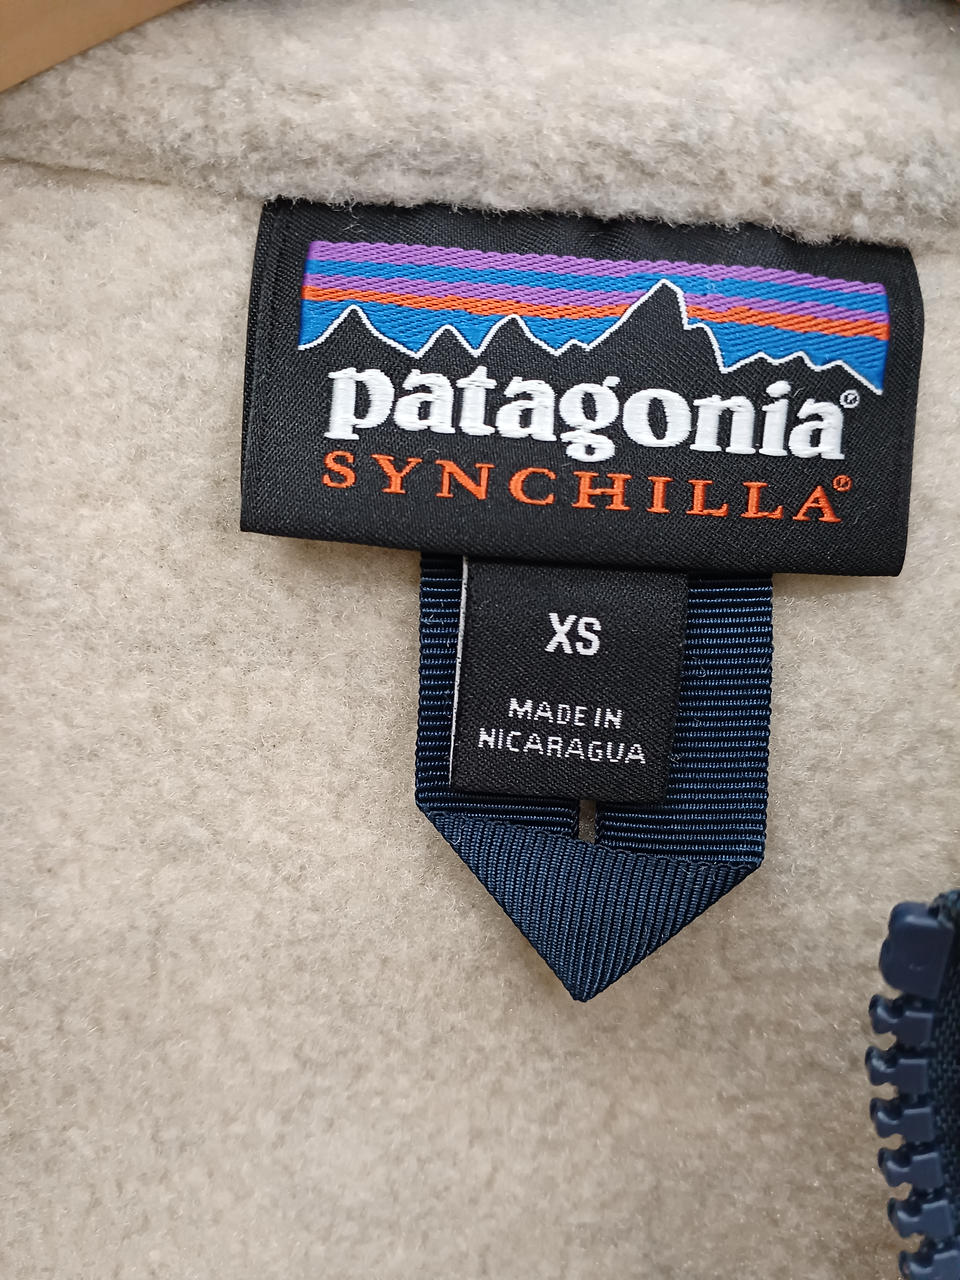 patagonia®
SYNCHILLA®
XS
MADE IN
NICARAGUA